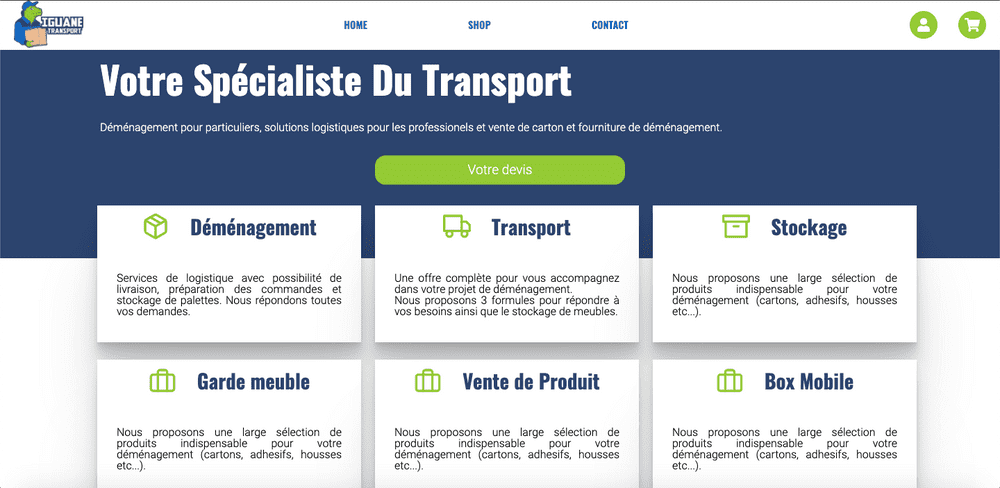 IGUANE
TRANSPORT
HOME
SHOP
CONTACT
Votre Spécialiste Du Transport
Déménagement pour particuliers, solutions logistiques pour les professionels et vente de carton et fourniture de déménagement.
Votre devis
Déménagement
Services de logistique avec possibilité de
livraison, préparation des commandes et
stockage de palettes. Nous répondons toutes
vos demandes.
Transport
Une offre complète pour vous accompagnez
dans votre projet de déménagement.
Nous proposons 3 formules pour répondre à
vos besoins ainsi que le stockage de meubles.
Stockage
Nous proposons une large sélection de
produits indispensable pour votre
déménagement (cartons, adhesifs, housses
etc...).
Garde meuble
Nous proposons une large sélection de
produits indispensable pour votre
déménagement (cartons, adhesifs, housses
etc...).
Vente de Produit
Nous proposons une large sélection de
produits indispensable pour votre
déménagement (cartons, adhesifs, housses
etc...).
Box Mobile
Nous proposons une large sélection de
produits indispensable pour votre
déménagement (cartons, adhesifs, housses
etc...).